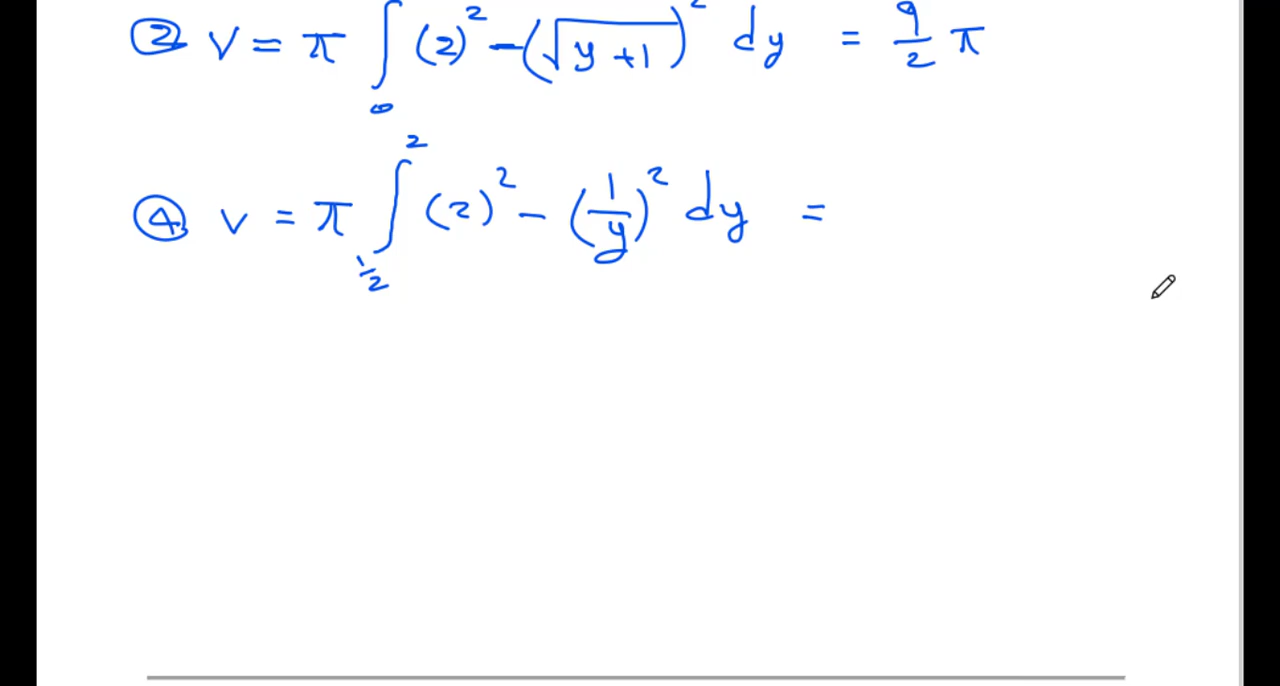 ② V = π ∫₀ (2)² - (√(y+1))² dy = 9/2 π
④ V = π ∫_{1/2}^{2} (2)² - (1/y)² dy =